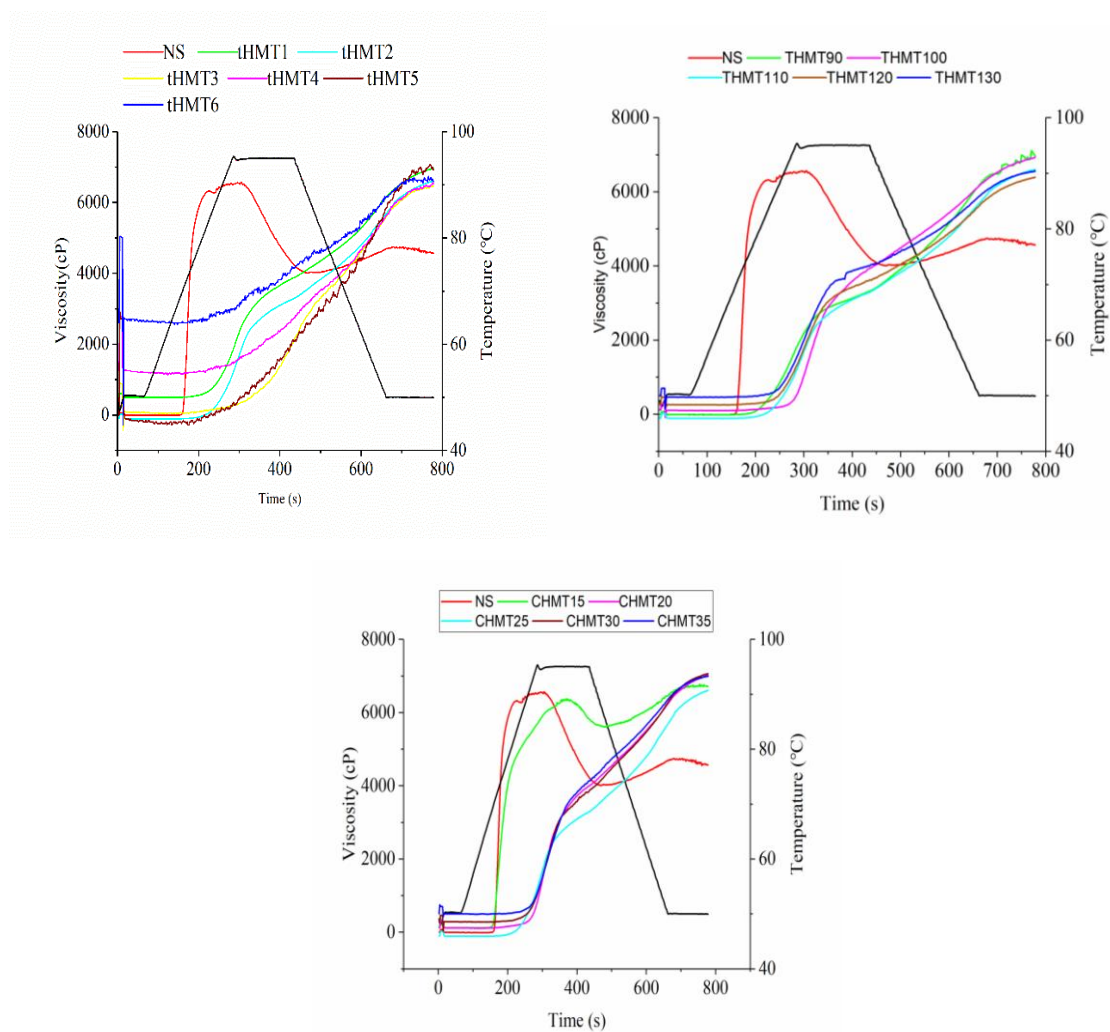 NS tHMT1 tHMT2
tHMT3 tHMT4 tHMT5
tHMT6
8000
6000
4000
2000
0
Viscosity (cP)
100
80
60
40
Temperature (°C)
0 200 400 600 800
Time (s)
NS THMT90 THMT100
THMT110 THMT120 THMT130
8000
6000
4000
2000
0
Viscosity (cP)
100
90
80
70
60
50
40
Temperature (°C)
0 100 200 300 400 500 600 700 800
Time (s)
NS CHMT15 CHMT20
CHMT25 CHMT30 CHMT35
8000
6000
4000
2000
0
Viscosity (cP)
100
80
60
40
Temperature (°C)
0 200 400 600 800
Time (s)